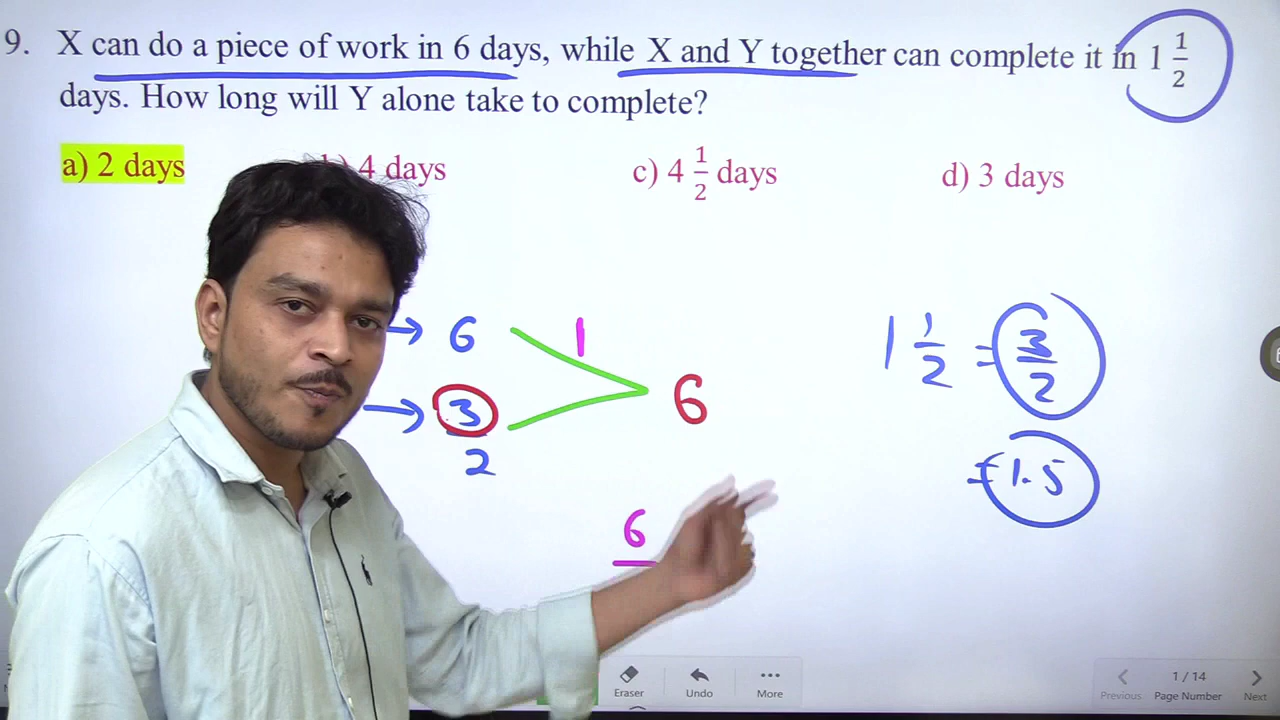 9. X can do a piece of work in 6 days, while X and Y together can complete it in 1 1/2
days. How long will Y alone take to complete?
a) 2 days
4 days
c) 4 1/2 days
d) 3 days
→ 6
1
→ 3
2
6
6
1 1/2 = 3/2
= 1.5
Eraser
Undo
More
1 / 14
Previous
Page Number
Next